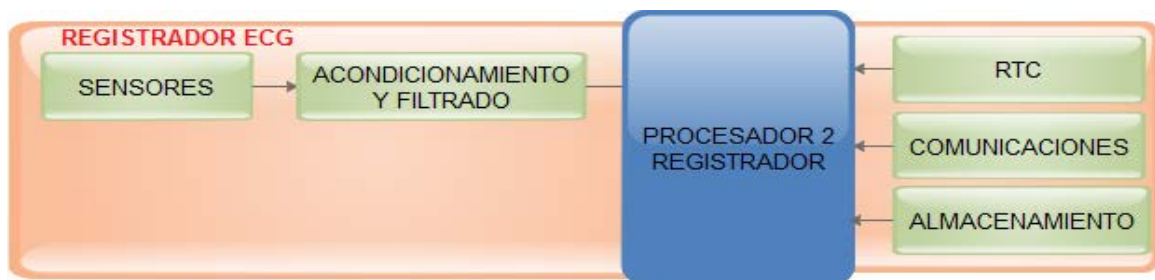 REGISTRADOR ECG
SENSORES
ACONDICIONAMIENTO
Y FILTRADO
PROCESADOR 2
REGISTRADOR
RTC
COMUNICACIONES
ALMACENAMIENTO